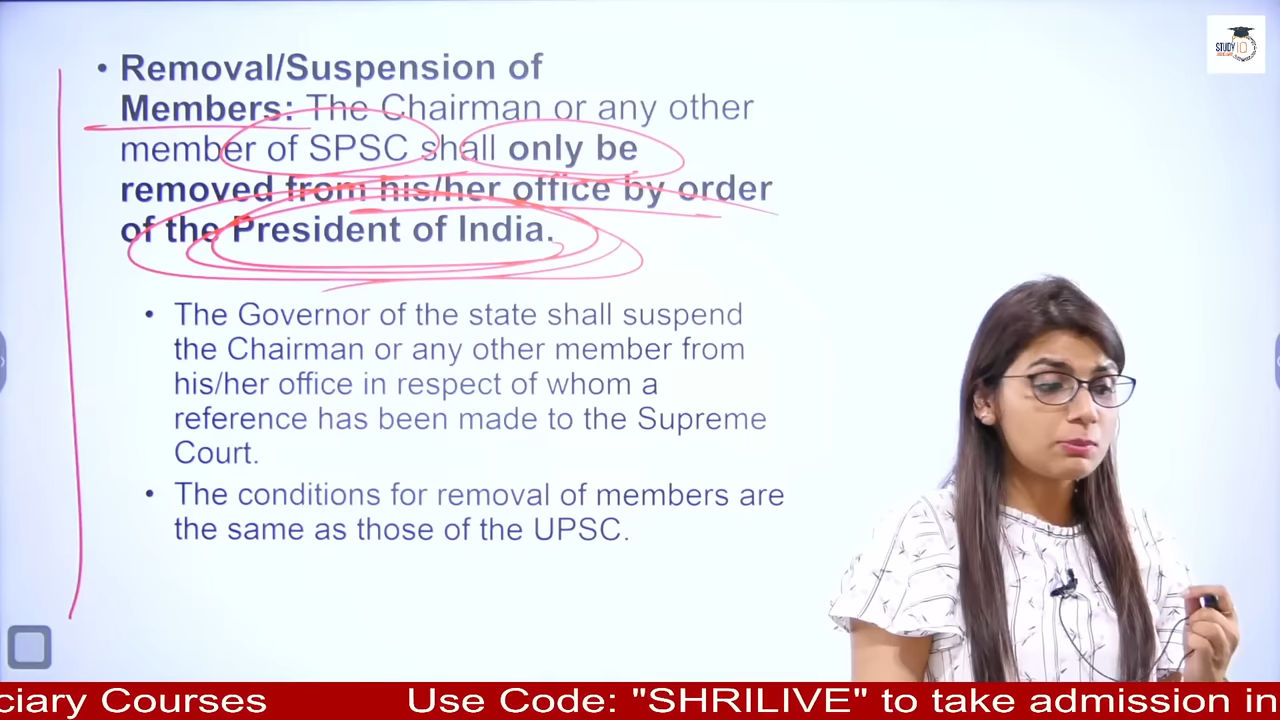 STUDY IQ
• Removal/Suspension of
Members: The Chairman or any other
member of SPSC shall only be
removed from his/her office by order
of the President of India.
• The Governor of the state shall suspend
the Chairman or any other member from
his/her office in respect of whom a
reference has been made to the Supreme
Court.
• The conditions for removal of members are
the same as those of the UPSC.
ciary Courses Use Code: "SHRILIVE" to take admission in